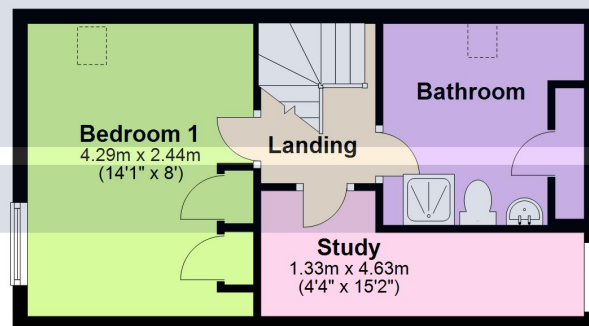 Bedroom 1
4.29m x 2.44m
(14'1" x 8')
Landing
Bathroom
Study
1.33m x 4.63m
(4'4" x 15'2")